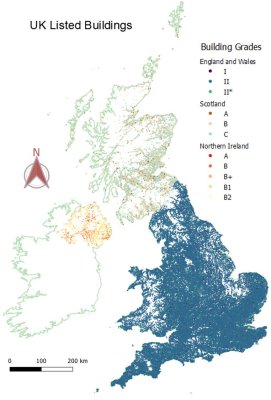 UK Listed Buildings
Building Grades
England and Wales
I
II
II*
Scotland
A
B
C
Northern Ireland
A
B
B+
B1
B2
N
0 100 200 km